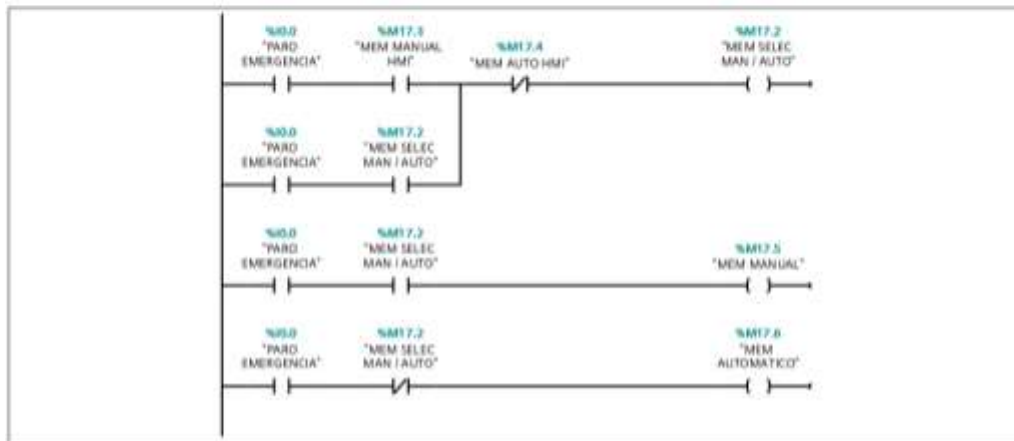 %I0.0
"PARO
EMERGENCIA"
%M17.3
"MEM MANUAL
HMI"
%M17.4
"MEM AUTO HMI"
%M17.2
"MEM SELEC
MAN / AUTO"
%I0.0
"PARO
EMERGENCIA"
%M17.2
"MEM SELEC
MAN / AUTO"
%I0.0
"PARO
EMERGENCIA"
%M17.2
"MEM SELEC
MAN / AUTO"
%M17.5
"MEM MANUAL"
%I0.0
"PARO
EMERGENCIA"
%M17.2
"MEM SELEC
MAN / AUTO"
%M17.6
"MEM
AUTOMATICO"